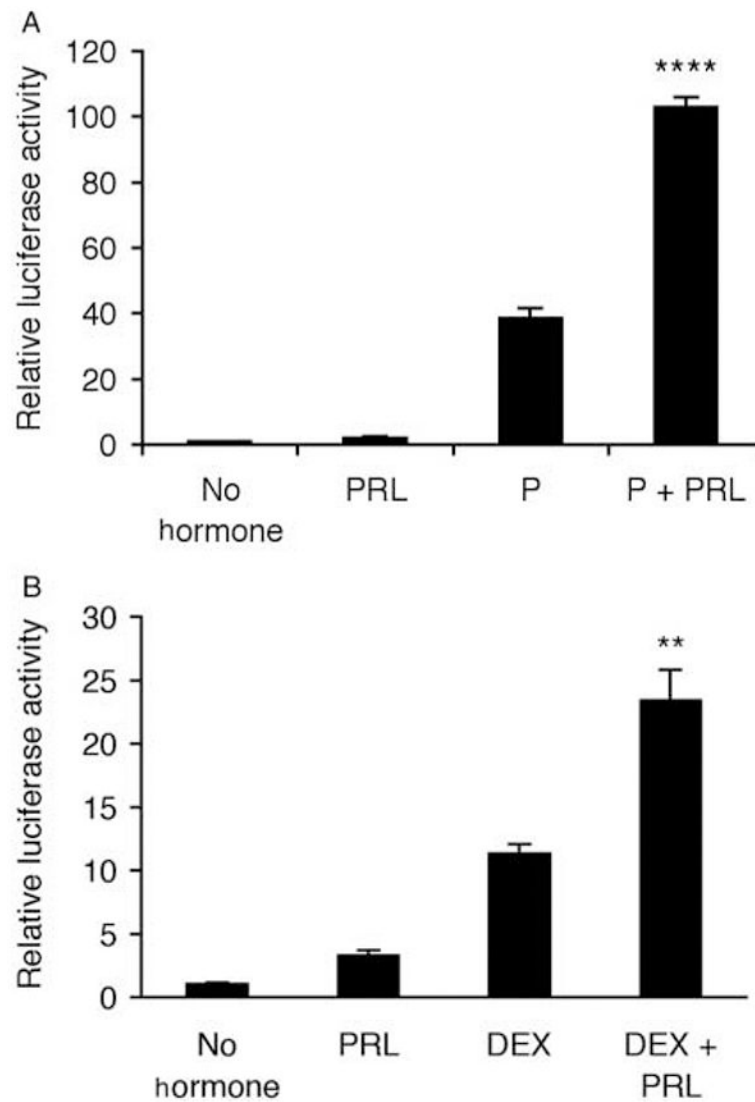 A
Relative luciferase activity
120
100
80
60
40
20
0
****
No
hormone
PRL
P
P + PRL
B
Relative luciferase activity
30
25
20
15
10
5
0
**
No
hormone
PRL
DEX
DEX +
PRL